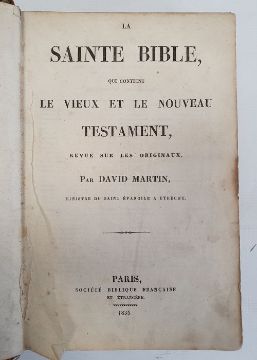 LA
SAINTE BIBLE,
QUI CONTIENT
LE VIEUX ET LE NOUVEAU
TESTAMENT,
REVUE SUR LES ORIGINAUX,
PAR DAVID MARTIN,
MINISTRE DU SAINT ÉVANGILE A UTRECHT.
PARIS,
SOCIÉTÉ BIBLIQUE FRANÇAISE
ET ÉTRANGÈRE.